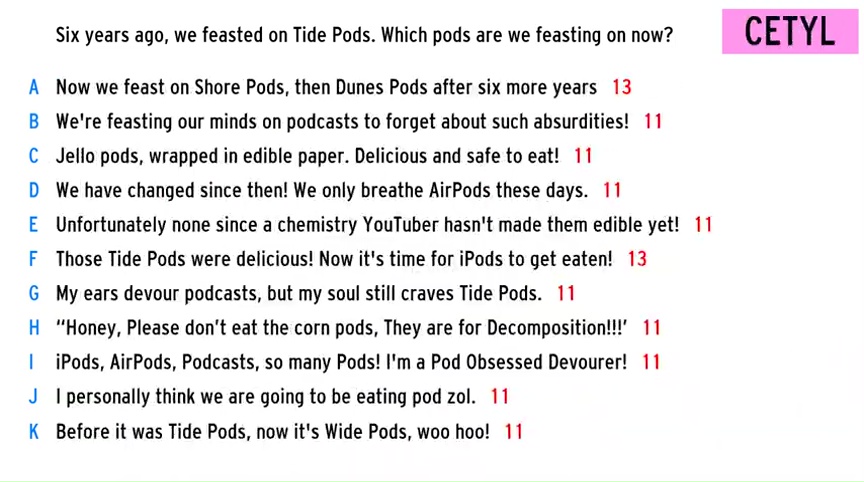 Six years ago, we feasted on Tide Pods. Which pods are we feasting on now?
CETYL
A Now we feast on Shore Pods, then Dunes Pods after six more years 13
B We're feasting our minds on podcasts to forget about such absurdities! 11
C Jello pods, wrapped in edible paper. Delicious and safe to eat! 11
D We have changed since then! We only breathe AirPods these days. 11
E Unfortunately none since a chemistry YouTuber hasn't made them edible yet! 11
F Those Tide Pods were delicious! Now it's time for iPods to get eaten! 13
G My ears devour podcasts, but my soul still craves Tide Pods. 11
H “Honey, Please don’t eat the corn pods, They are for Decomposition!!!’ 11
I iPods, AirPods, Podcasts, so many Pods! I'm a Pod Obsessed Devourer! 11
J I personally think we are going to be eating pod zol. 11
K Before it was Tide Pods, now it's Wide Pods, woo hoo! 11